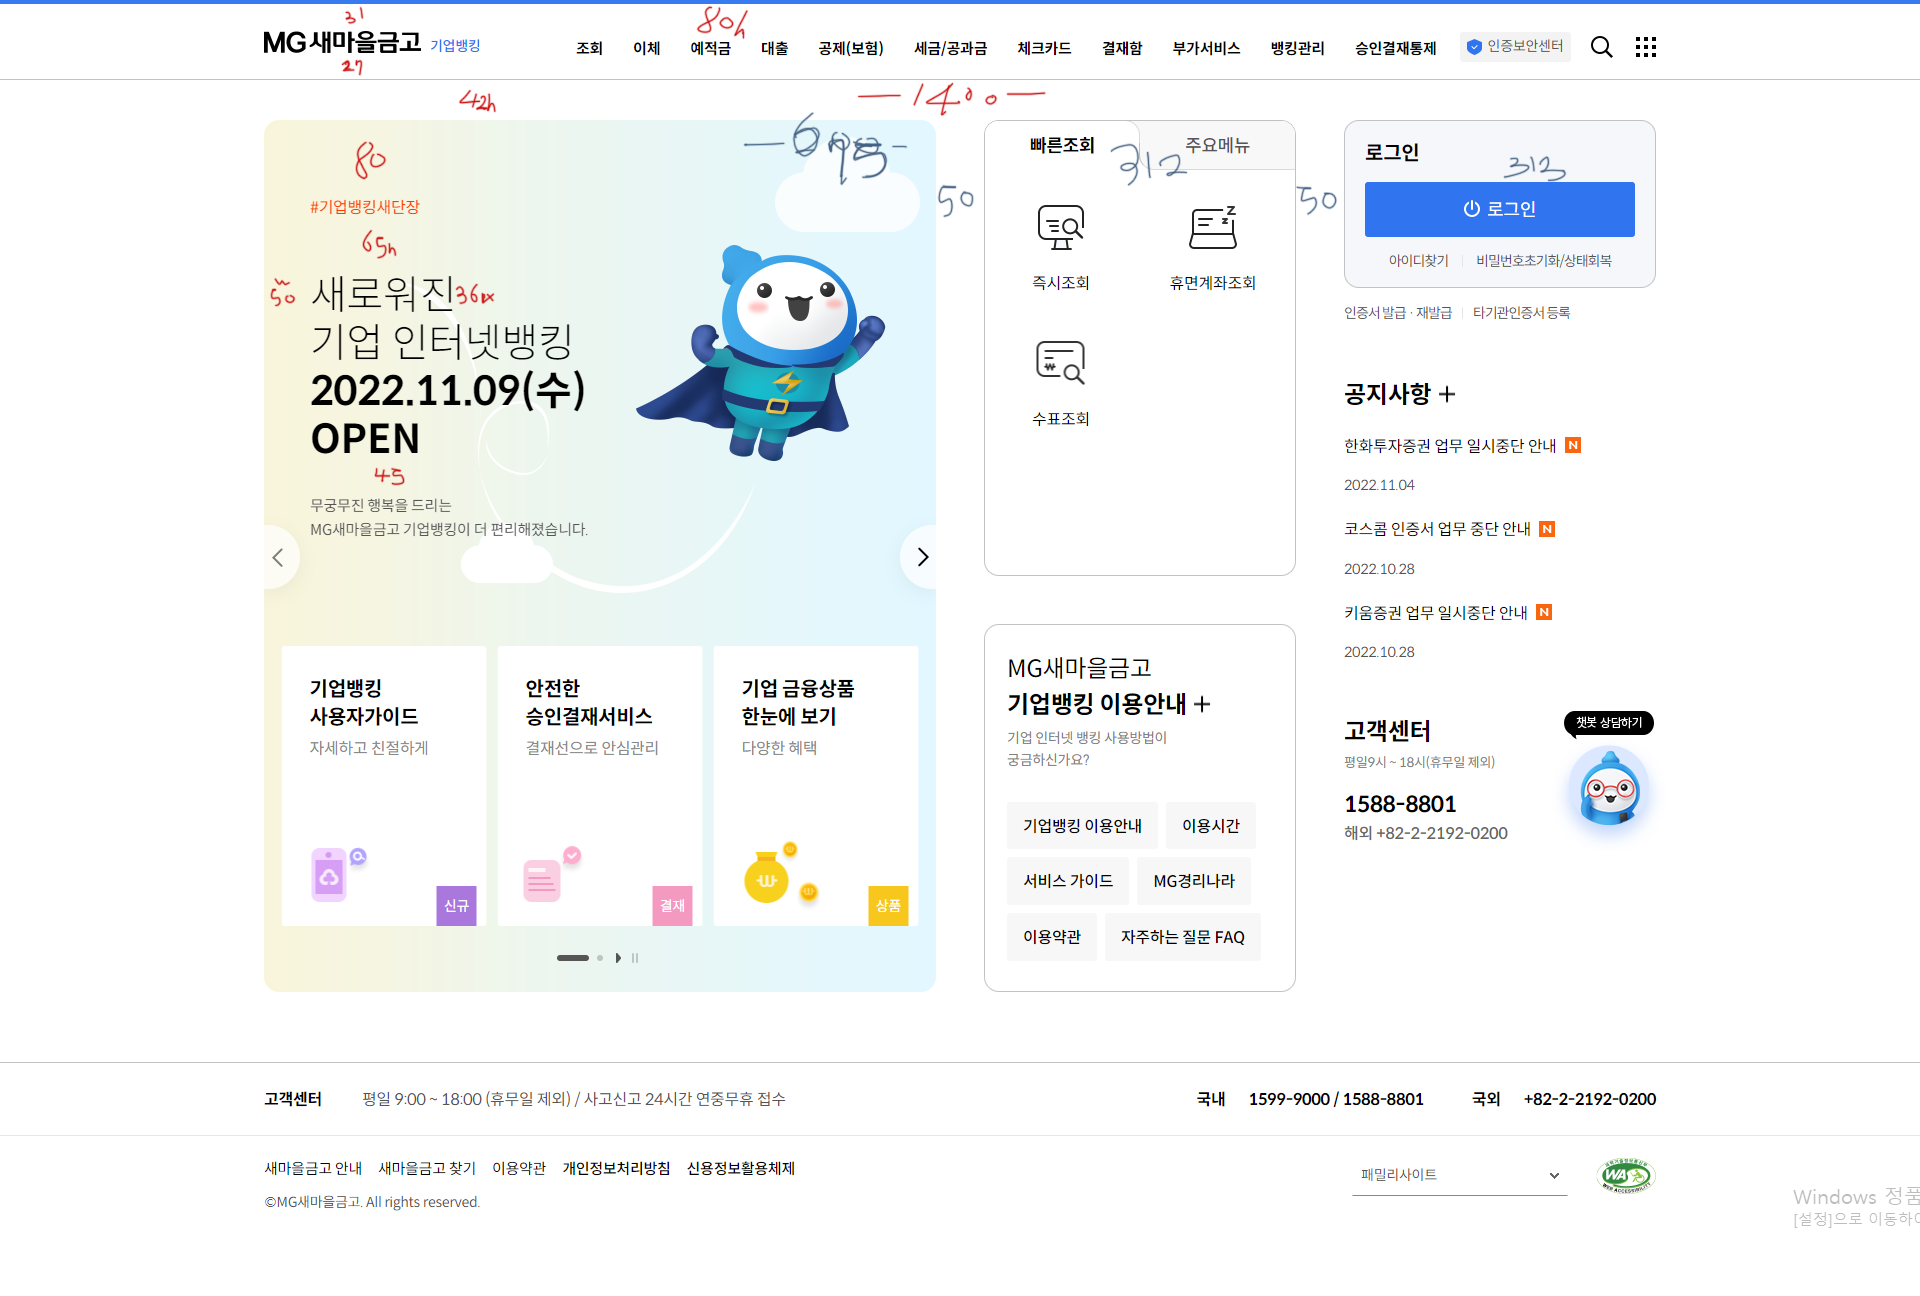 31
MG새마을금고 기업뱅킹
27
조회 이체 예적금 대출 공제(보험) 세금/공과금 체크카드 결재함 부가서비스 뱅킹관리 승인결재통제
80h
인증보안센터
42h
1400
80
#기업뱅킹새단장
65h
50
새로워진
기업 인터넷뱅킹
2022.11.09(수)
OPEN
45
무궁무진 행복을 드리는
MG새마을금고 기업뱅킹이 더 편리해졌습니다.
기업뱅킹
사용자가이드
자세하고 친절하게
신규
안전한
승인결재서비스
결재선으로 안심관리
결재
기업 금융상품
한눈에 보기
다양한 혜택
상품
50
빠른조회
주요메뉴
312
즉시조회
휴면계좌조회
수표조회
MG새마을금고
기업뱅킹 이용안내
기업 인터넷 뱅킹 사용방법이
궁금하신가요?
기업뱅킹 이용안내
이용시간
서비스 가이드
MG경리나라
이용약관
자주하는 질문 FAQ
50
로그인
로그인
아이디찾기
비밀번호초기화/상태회복
인증서 발급 · 재발급
타기관인증서 등록
공지사항
한화투자증권 업무 일시중단 안내 N
2022.11.04
코스콤 인증서 업무 중단 안내 N
2022.10.28
키움증권 업무 일시중단 안내 N
2022.10.28
고객센터
평일9시 ~ 18시(휴무일 제외)
1588-8801
해외 +82-2-2192-0200
챗봇 상담하기
고객센터 평일 9:00 ~ 18:00 (휴무일 제외) / 사고신고 24시간 연중무휴 접수
국내 1599-9000 / 1588-8801 국외 +82-2-2192-0200
새마을금고 안내 새마을금고 찾기 이용약관 개인정보처리방침 신용정보활용체제
©MG새마을금고. All rights reserved.
패밀리사이트
WA
WEB ACCESSIBILITY
Windows 정품
[설정]으로 이동하여